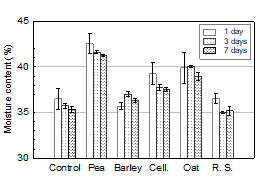 45
40
35
30
Moisture content(%)
1 day
3 days
7 days
Control Pea Barley Cell. Oat R. S.